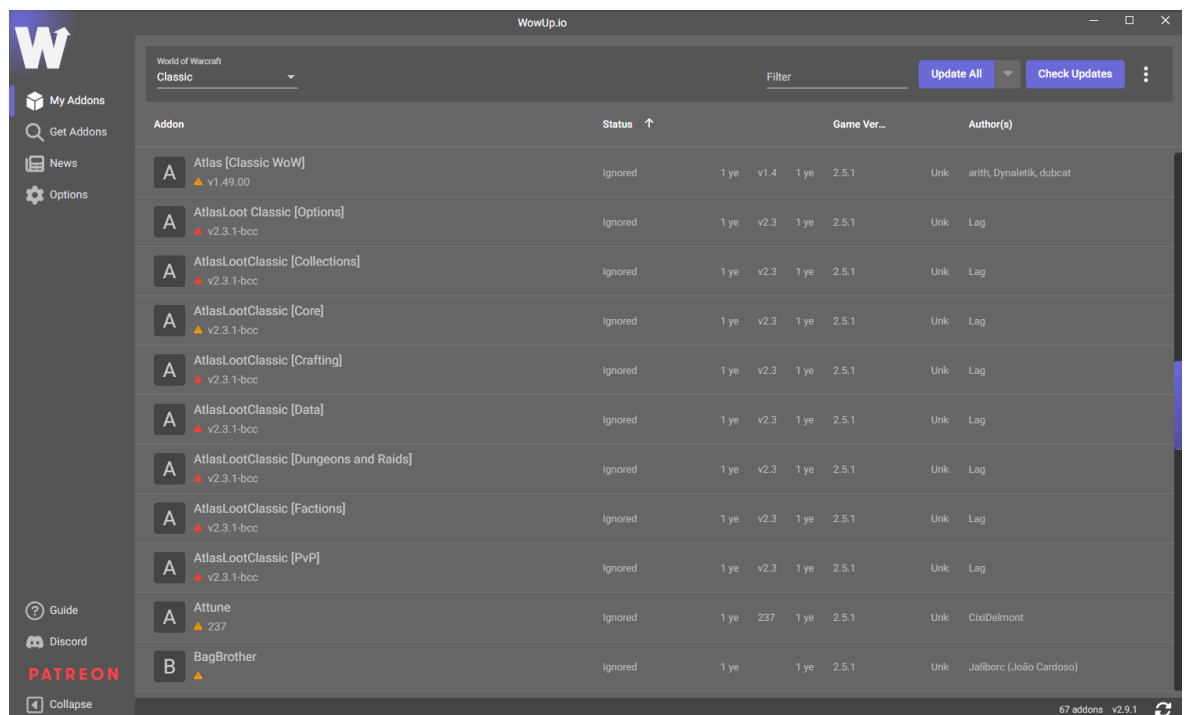 WowUp.io
W
My Addons
Get Addons
News
Options
World of Warcraft
Classic
Filter
Update All
Check Updates
Addon Status Game Ver... Author(s)
A Atlas [Classic WoW]
v1.49.00
Ignored 1 ye v1.4 1 ye 2.5.1 Unk arith, Dynaletik, dubcat
A AtlasLoot Classic [Options]
v2.3.1-bcc
Ignored 1 ye v2.3 1 ye 2.5.1 Unk Lag
A AtlasLootClassic [Collections]
v2.3.1-bcc
Ignored 1 ye v2.3 1 ye 2.5.1 Unk Lag
A AtlasLootClassic [Core]
v2.3.1-bcc
Ignored 1 ye v2.3 1 ye 2.5.1 Unk Lag
A AtlasLootClassic [Crafting]
v2.3.1-bcc
Ignored 1 ye v2.3 1 ye 2.5.1 Unk Lag
A AtlasLootClassic [Data]
v2.3.1-bcc
Ignored 1 ye v2.3 1 ye 2.5.1 Unk Lag
A AtlasLootClassic [Dungeons and Raids]
v2.3.1-bcc
Ignored 1 ye v2.3 1 ye 2.5.1 Unk Lag
A AtlasLootClassic [Factions]
v2.3.1-bcc
Ignored 1 ye v2.3 1 ye 2.5.1 Unk Lag
A AtlasLootClassic [PvP]
v2.3.1-bcc
Ignored 1 ye v2.3 1 ye 2.5.1 Unk Lag
A Attune
237
Ignored 1 ye 237 1 ye 2.5.1 Unk CixiDelmont
B BagBrother
Ignored 1 ye 1 ye 2.5.1 Unk Jaliborc (João Cardoso)
Guide
Discord
PATREON
Collapse
67 addons v2.9.1